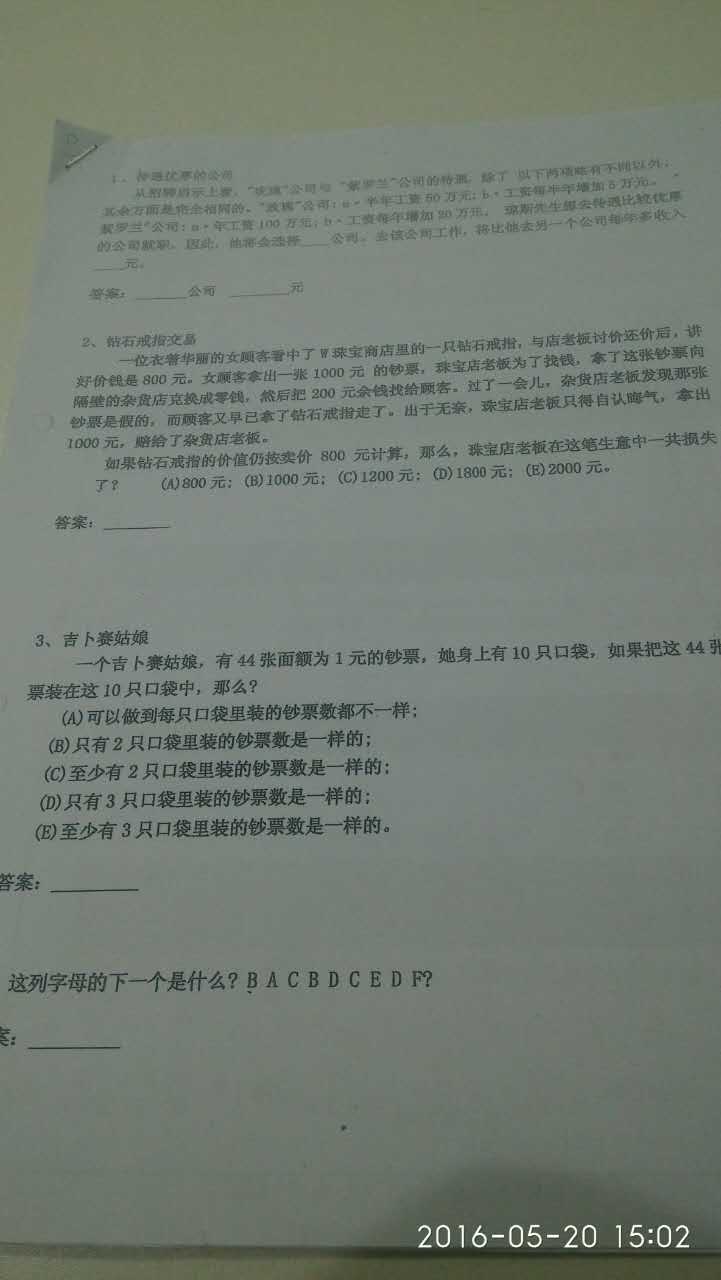 1、待遇优厚的公司
从招聘启示上看，"玫瑰"公司与 "紫罗兰"公司的待遇，除了 以下两项略有不同以外，
其余方面是完全相同的。"玫瑰"公司：a·半年工资 50 万元；b·工资每半年增加 5 万元。"
紫罗兰"公司：a·年工资 100 万元；b·工资每年增加 20 万元。 琼斯先生想去待遇比较优厚
的公司就职，因此，他将会选择____公司。去该公司工作，将比他去另一个公司每年多收入
____元。
答案：______公司 ______元
2、钻石戒指交易
一位衣着华丽的女顾客看中了 W 珠宝商店里的一只钻石戒指，与店老板讨价还价后，讲
好价钱是 800 元。女顾客拿出一张 1000 元 的钞票，珠宝店老板为了找钱，拿了这张钞票向
隔壁的杂货店克换成零钱，然后把 200 元余钱找给顾客。过了一会儿，杂货店老板发现那张
钞票是假的，而顾客又早已拿了钻石戒指走了。出于无奈，珠宝店老板只得自认晦气，拿出
1000 元，赔给了杂货店老板。
如果钻石戒指的价值仍按卖价 800 元计算，那么，珠宝店老板在这笔生意中一共损失
了？ (A)800 元；(B)1000 元；(C)1200 元；(D)1800 元；(E)2000 元。
答案：________
3、吉卜赛姑娘
一个吉卜赛姑娘，有 44 张面额为 1 元的钞票，她身上有 10 只口袋，如果把这 44 张
票装在这 10 只口袋中，那么？
(A)可以做到每只口袋里装的钞票数都不一样；
(B)只有 2 只口袋里装的钞票数是一样的；
(C)至少有 2 只口袋里装的钞票数是一样的；
(D)只有 3 只口袋里装的钞票数是一样的；
(E)至少有 3 只口袋里装的钞票数是一样的。
答案：________
这列字母的下一个是什么？B A C B D C E D F?
案：________
2016-05-20 15:02